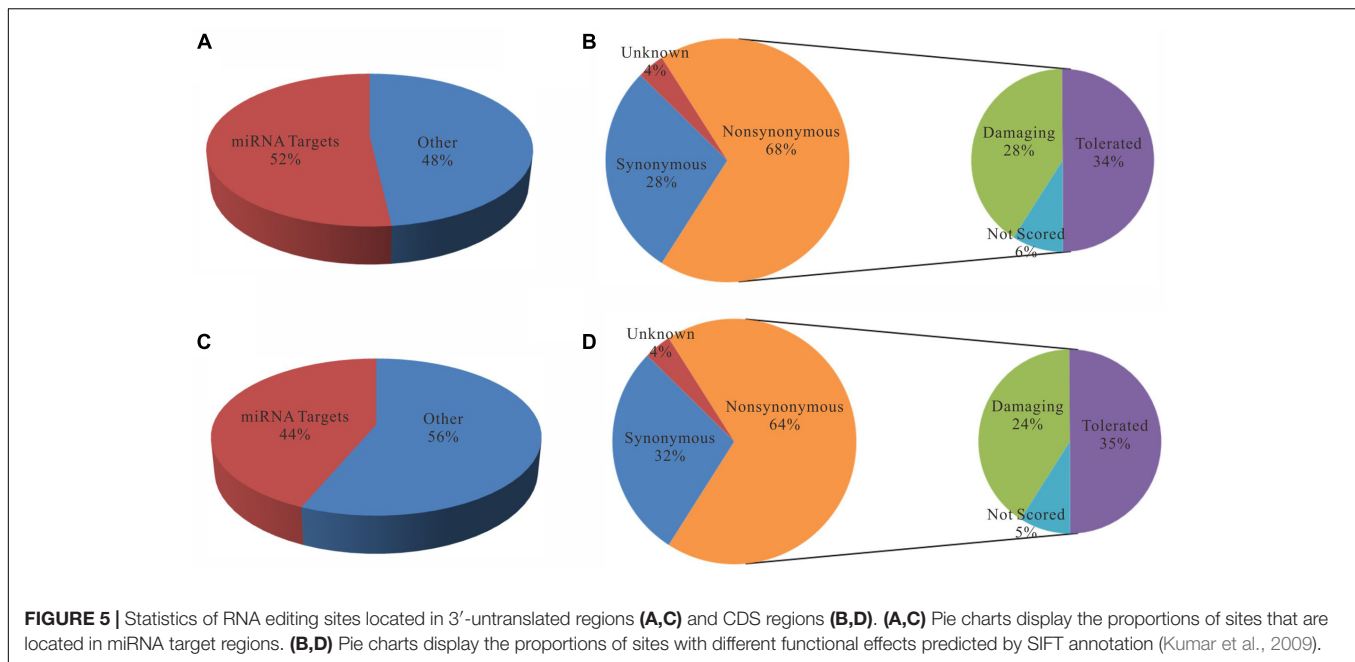 A
miRNA Targets
52%
Other
48%
B
Unknown
4%
Nonsynonymous
68%
Synonymous
28%
Damaging
28%
Tolerated
34%
Not Scored
6%
C
miRNA Targets
44%
Other
56%
D
Unknown
4%
Nonsynonymous
64%
Synonymous
32%
Damaging
24%
Tolerated
35%
Not Scored
5%
FIGURE 5 | Statistics of RNA editing sites located in 3′-untranslated regions (A,C) and CDS regions (B,D). (A,C) Pie charts display the proportions of sites that are
located in miRNA target regions. (B,D) Pie charts display the proportions of sites with different functional effects predicted by SIFT annotation (Kumar et al., 2009).